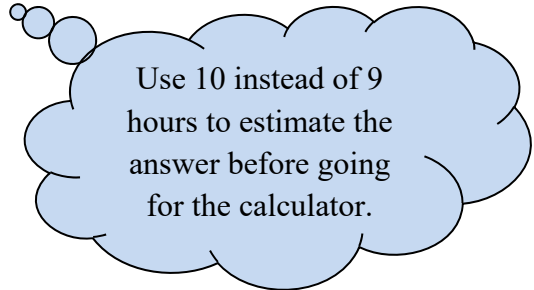 Use 10 instead of 9
hours to estimate the
answer before going
for the calculator.